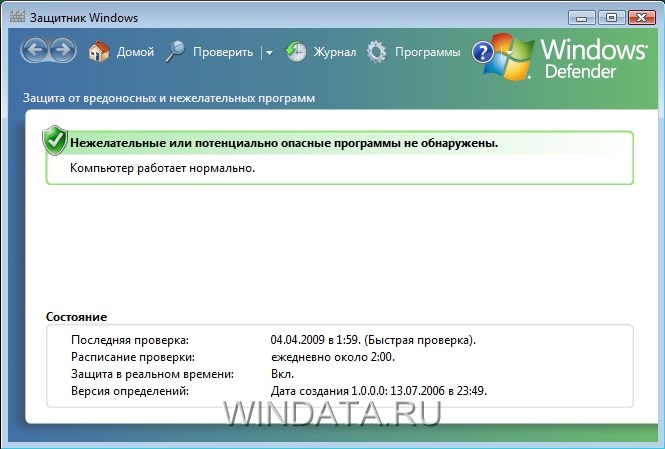 Защитник Windows
Домой Проверить Журнал Программы ?
Windows
Defender
Защита от вредоносных и нежелательных программ
Нежелательные или потенциально опасные программы не обнаружены.
Компьютер работает нормально.
Состояние
Последняя проверка: 04.04.2009 в 1:59. (Быстрая проверка).
Расписание проверки: ежедневно около 2:00.
Защита в реальном времени: Вкл.
Версия определений: Дата создания 1.0.0.0: 13.07.2006 в 23:49.
WINDATA.RU